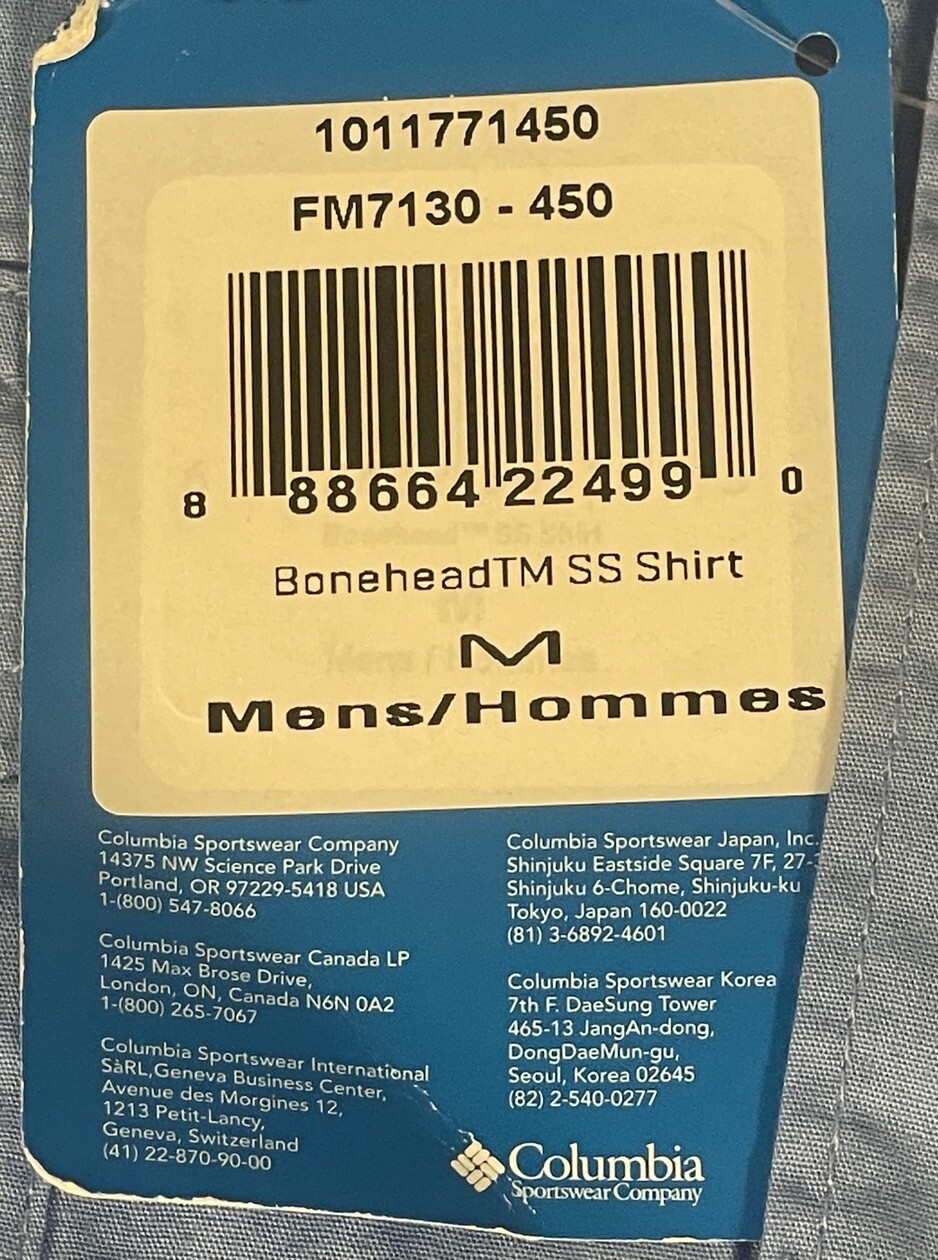 1011771450
FM7130 - 450
8 88664 22499 0
BoneheadTM SS Shirt
M
Mens/Hommes
Columbia Sportswear Company
14375 NW Science Park Drive
Portland, OR 97229-5418 USA
1-(800) 547-8066
Columbia Sportswear Canada LP
1425 Max Brose Drive,
London, ON, Canada N6N 0A2
1-(800) 265-7067
Columbia Sportswear International
SàRL,Geneva Business Center,
Avenue des Morgines 12,
1213 Petit-Lancy,
Geneva, Switzerland
(41) 22-870-90-00
Columbia Sportswear Japan, Inc.
Shinjuku Eastside Square 7F, 27-
Shinjuku 6-Chome, Shinjuku-ku
Tokyo, Japan 160-0022
(81) 3-6892-4601
Columbia Sportswear Korea
7th F. DaeSung Tower
465-13 JangAn-dong,
DongDaeMun-gu,
Seoul, Korea 02645
(82) 2-540-0277
Columbia
Sportswear Company